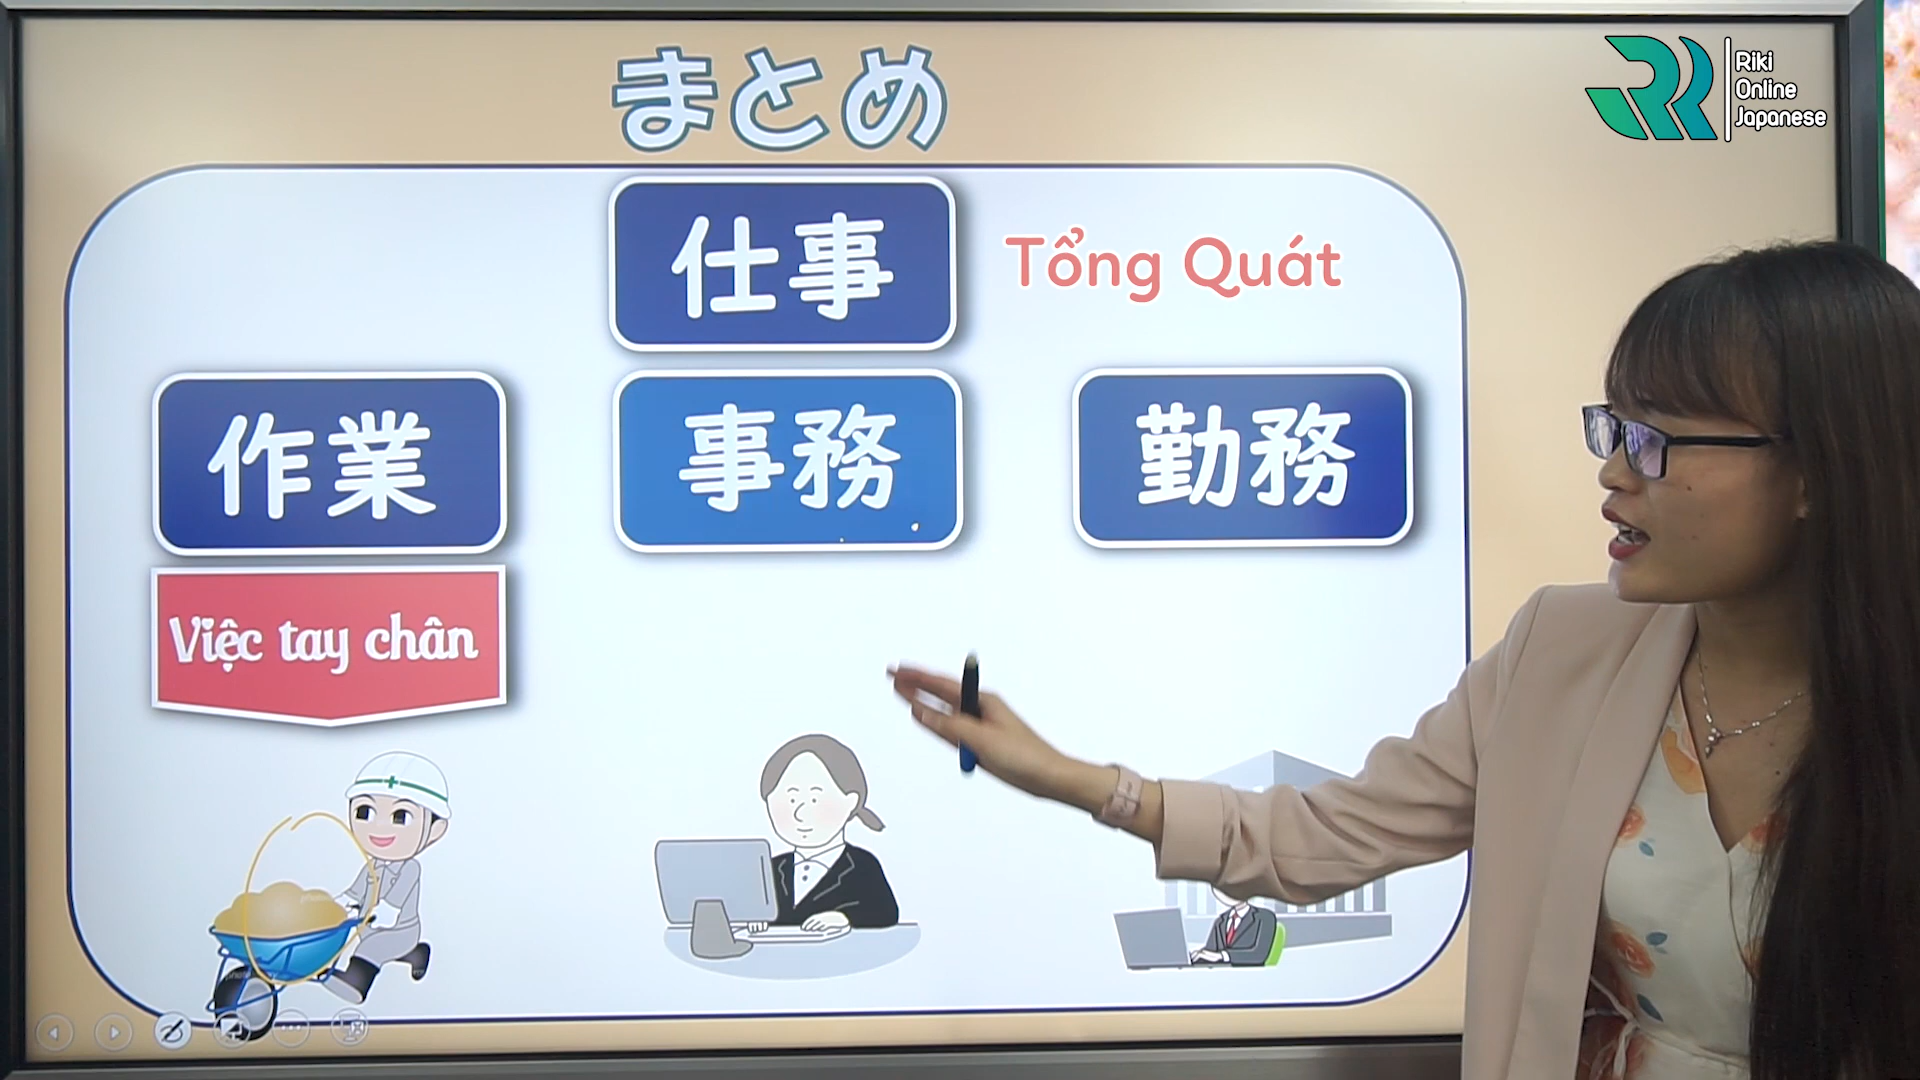 まとめ
Riki
Online
Japanese
仕事
Tổng Quát
作業
事務
勤務
Việc tay chân